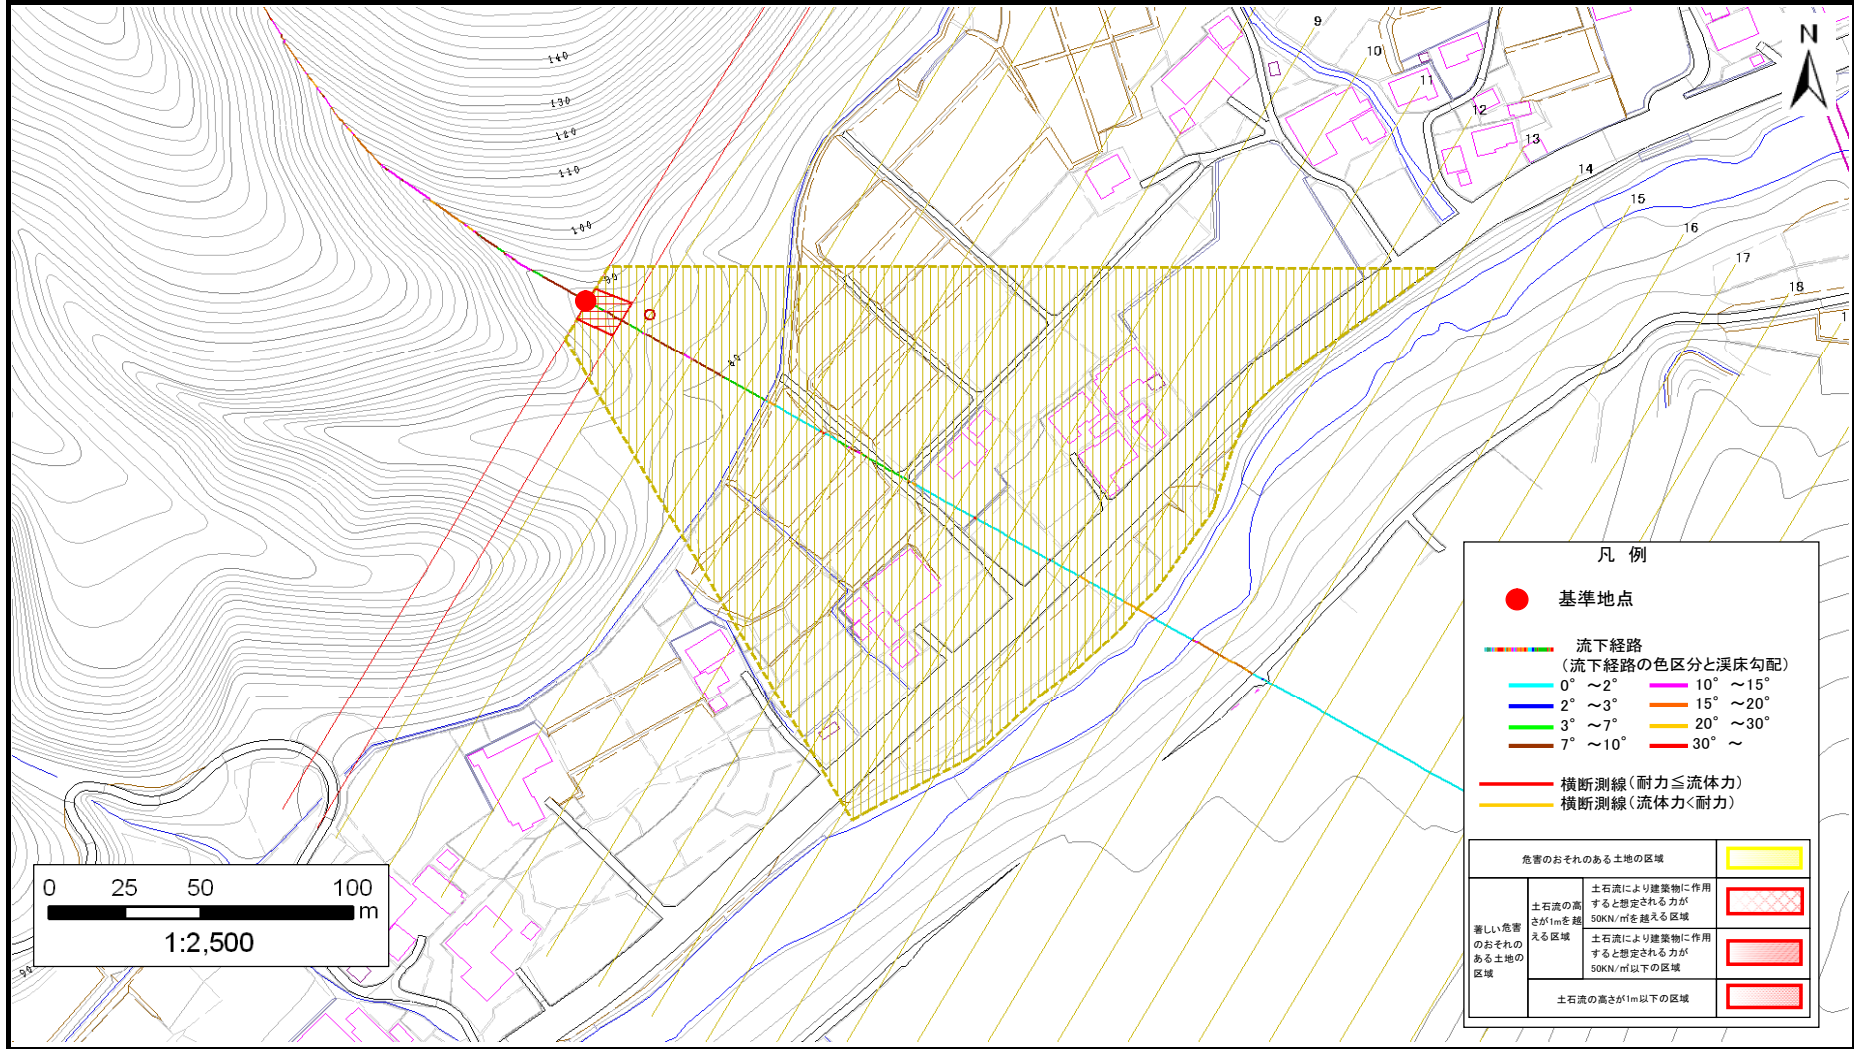 140
130
120
110
100
90
80
9
10
11
12
13
14
15
16
17
18
1
N
90
0 25 50 100
m
1:2,500
凡 例
基準地点
流下経路
(流下経路の色区分と渓床勾配)
0° ~2° 10° ~15°
2° ~3° 15° ~20°
3° ~7° 20° ~30°
7° ~10° 30° ~
横断測線(耐力≦流体力)
横断測線(流体力<耐力)
危害のおそれのある土地の区域
著しい危害
のおそれの
ある土地の
区域
土石流の高
さが1mを越
える区域
土石流により建築物に作用
すると想定される力が
50KN/㎡を越える区域
土石流により建築物に作用
すると想定される力が
50KN/㎡以下の区域
土石流の高さが1m以下の区域